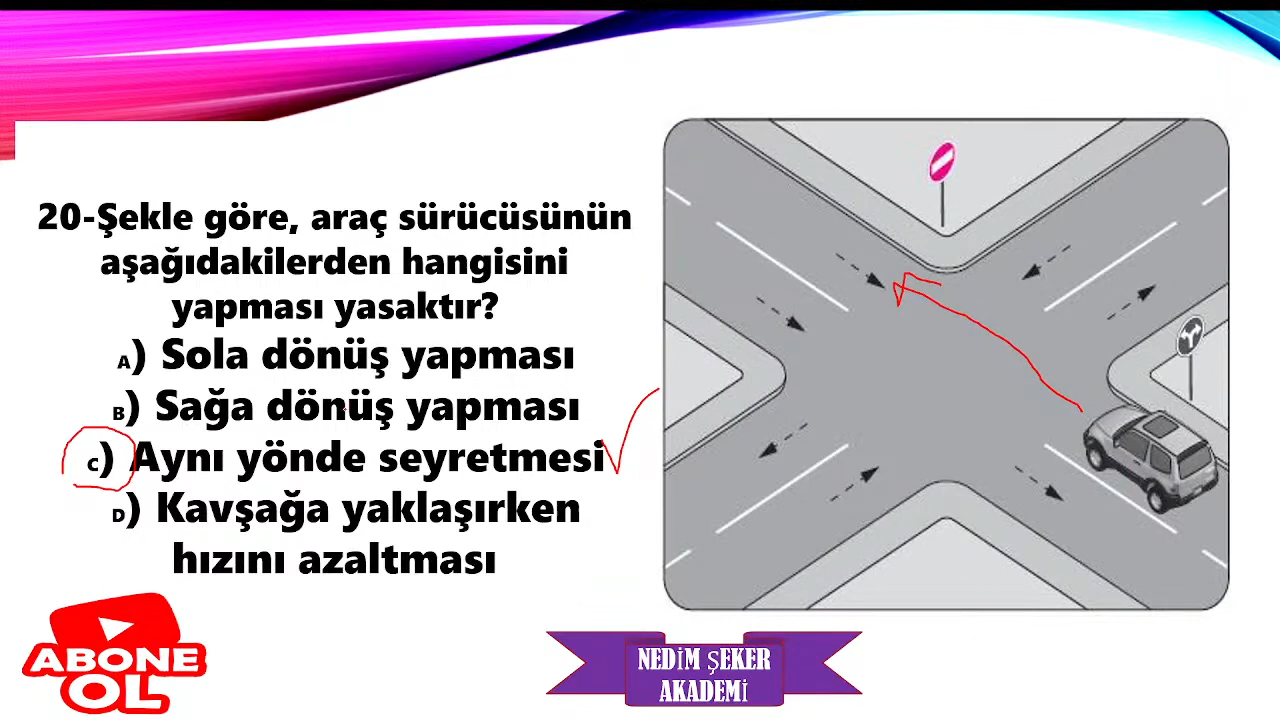 20-Şekle göre, araç sürücüsünün
aşağıdakilerden hangisini
yapması yasaktır?
A) Sola dönüş yapması
B) Sağa dönüş yapması
C) Aynı yönde seyretmesi
D) Kavşağa yaklaşırken
hızını azaltması
ABONE
OL
NEDİM ŞEKER
AKADEMİ